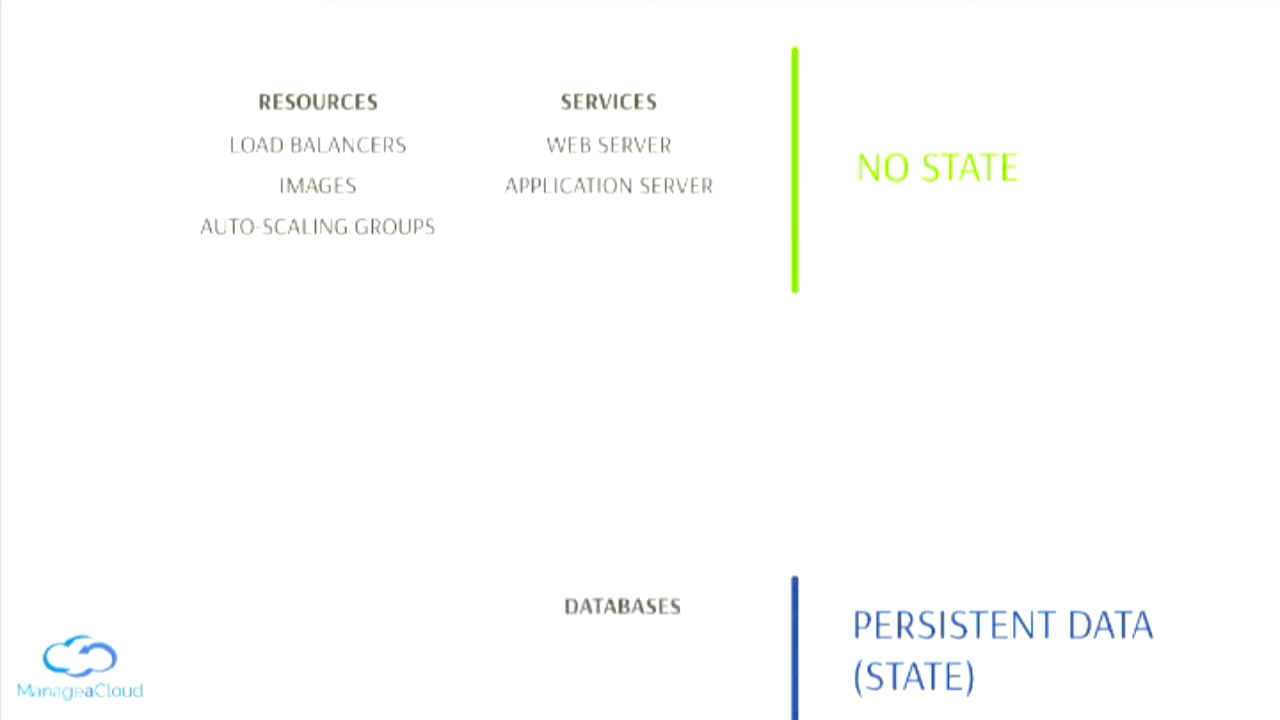 RESOURCES
SERVICES
LOAD BALANCERS
WEB SERVER
NO STATE
IMAGES
APPLICATION SERVER
AUTO-SCALING GROUPS
DATABASES
PERSISTENT DATA
(STATE)
ManageaCloud